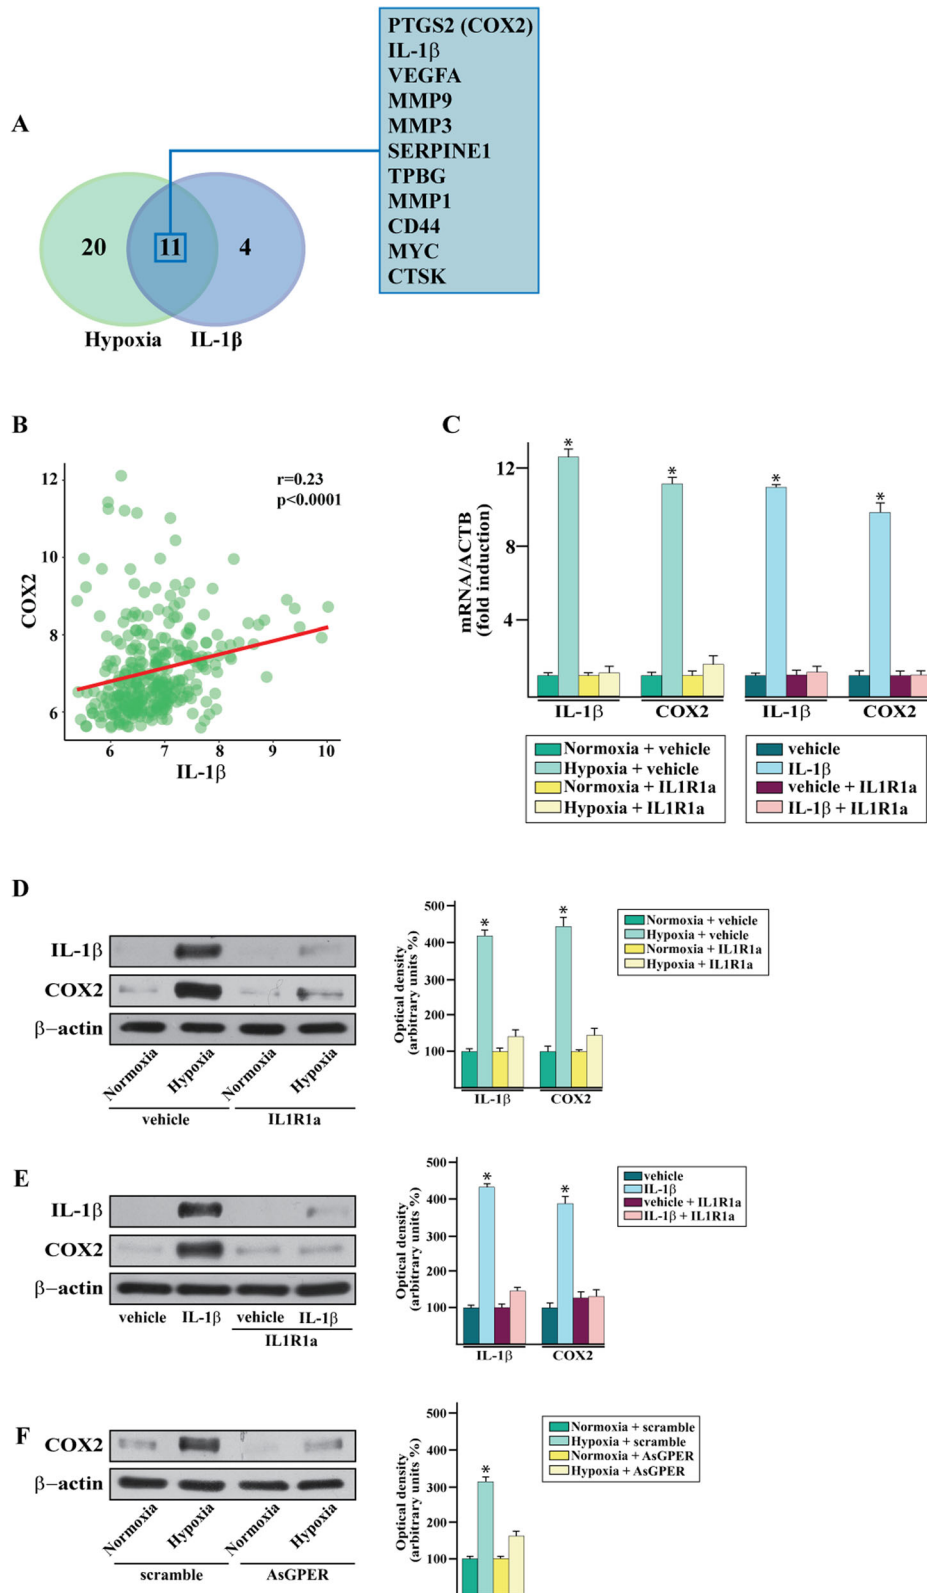 A
PTGS2 (COX2)
IL-1β
VEGFA
MMP9
MMP3
SERPINE1
TPBG
MMP1
CD44
MYC
CTSK
20
11
4
Hypoxia
IL-1β
B
COX2
12
10
8
6
r=0.23
p<0.0001
6
7
8
9
10
IL-1β
C
mRNA/ACTB
(fold induction)
12
8
4
*
*
*
*
IL-1β
COX2
IL-1β
COX2
Normoxia + vehicle
Hypoxia + vehicle
Normoxia + IL1R1a
Hypoxia + IL1R1a
vehicle
IL-1β
vehicle + IL1R1a
IL-1β + IL1R1a
D
IL-1β
COX2
β–actin
Normoxia
Hypoxia
Normoxia
Hypoxia
vehicle
IL1R1a
Optical density
(arbitrary units %)
500
400
300
200
100
*
*
IL-1β
COX2
Normoxia + vehicle
Hypoxia + vehicle
Normoxia + IL1R1a
Hypoxia + IL1R1a
E
IL-1β
COX2
β–actin
vehicle
IL-1β
vehicle
IL-1β
IL1R1a
Optical density
(arbitrary units %)
500
400
300
200
100
*
*
IL-1β
COX2
vehicle
IL-1β
vehicle + IL1R1a
IL-1β + IL1R1a
F
COX2
β–actin
Normoxia
Hypoxia
Normoxia
Hypoxia
scramble
AsGPER
Optical density
(arbitrary units %)
500
400
300
200
100
*
Normoxia + scramble
Hypoxia + scramble
Normoxia + AsGPER
Hypoxia + AsGPER